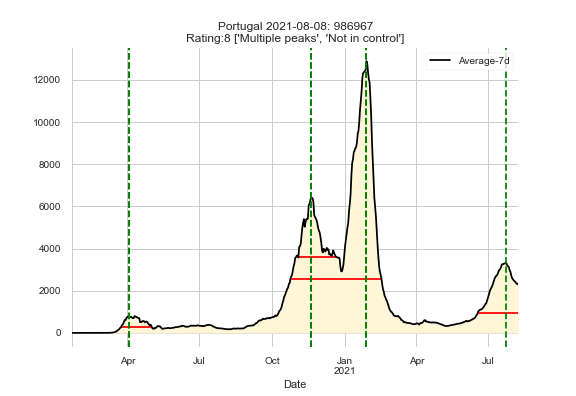 Portugal 2021-08-08: 986967
Rating:8 ['Multiple peaks', 'Not in control']
Average-7d
12000
10000
8000
6000
4000
2000
0
Apr Jul Oct Jan Apr Jul
2021
Date